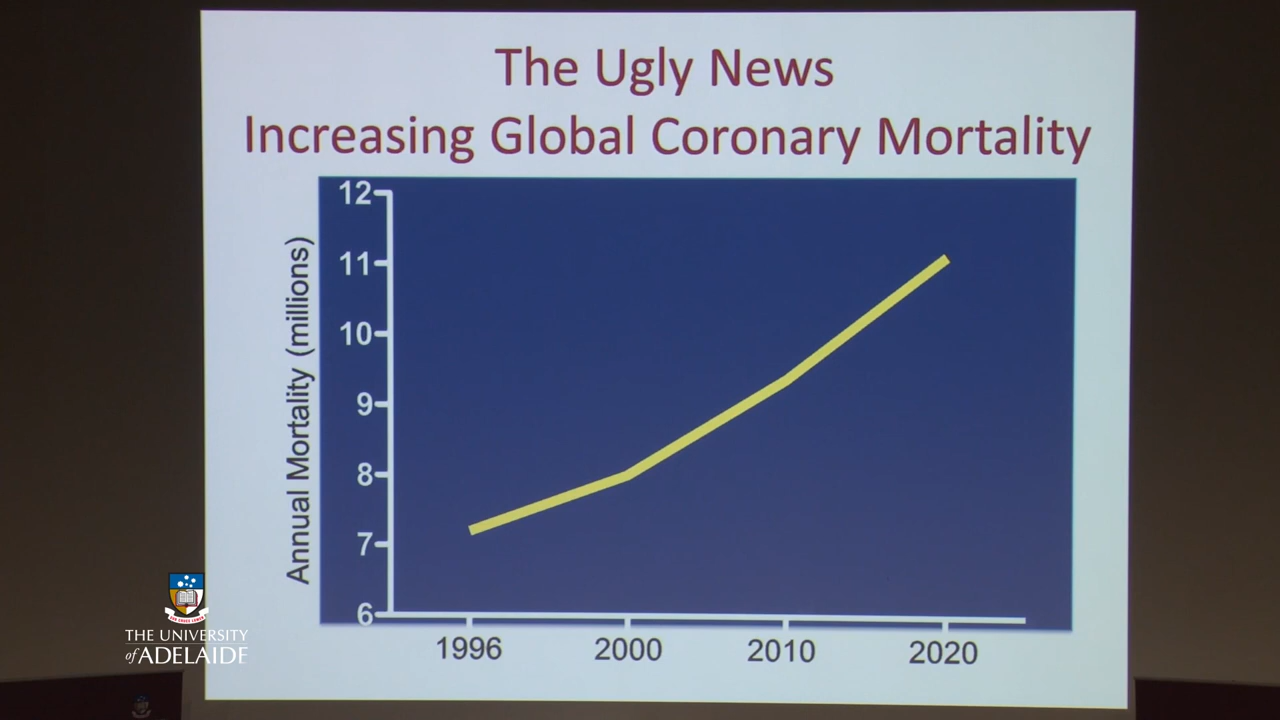 The Ugly News
Increasing Global Coronary Mortality
Annual Mortality (millions)
12
11
10
9
8
7
6
1996 2000 2010 2020
THE UNIVERSITY
of ADELAIDE